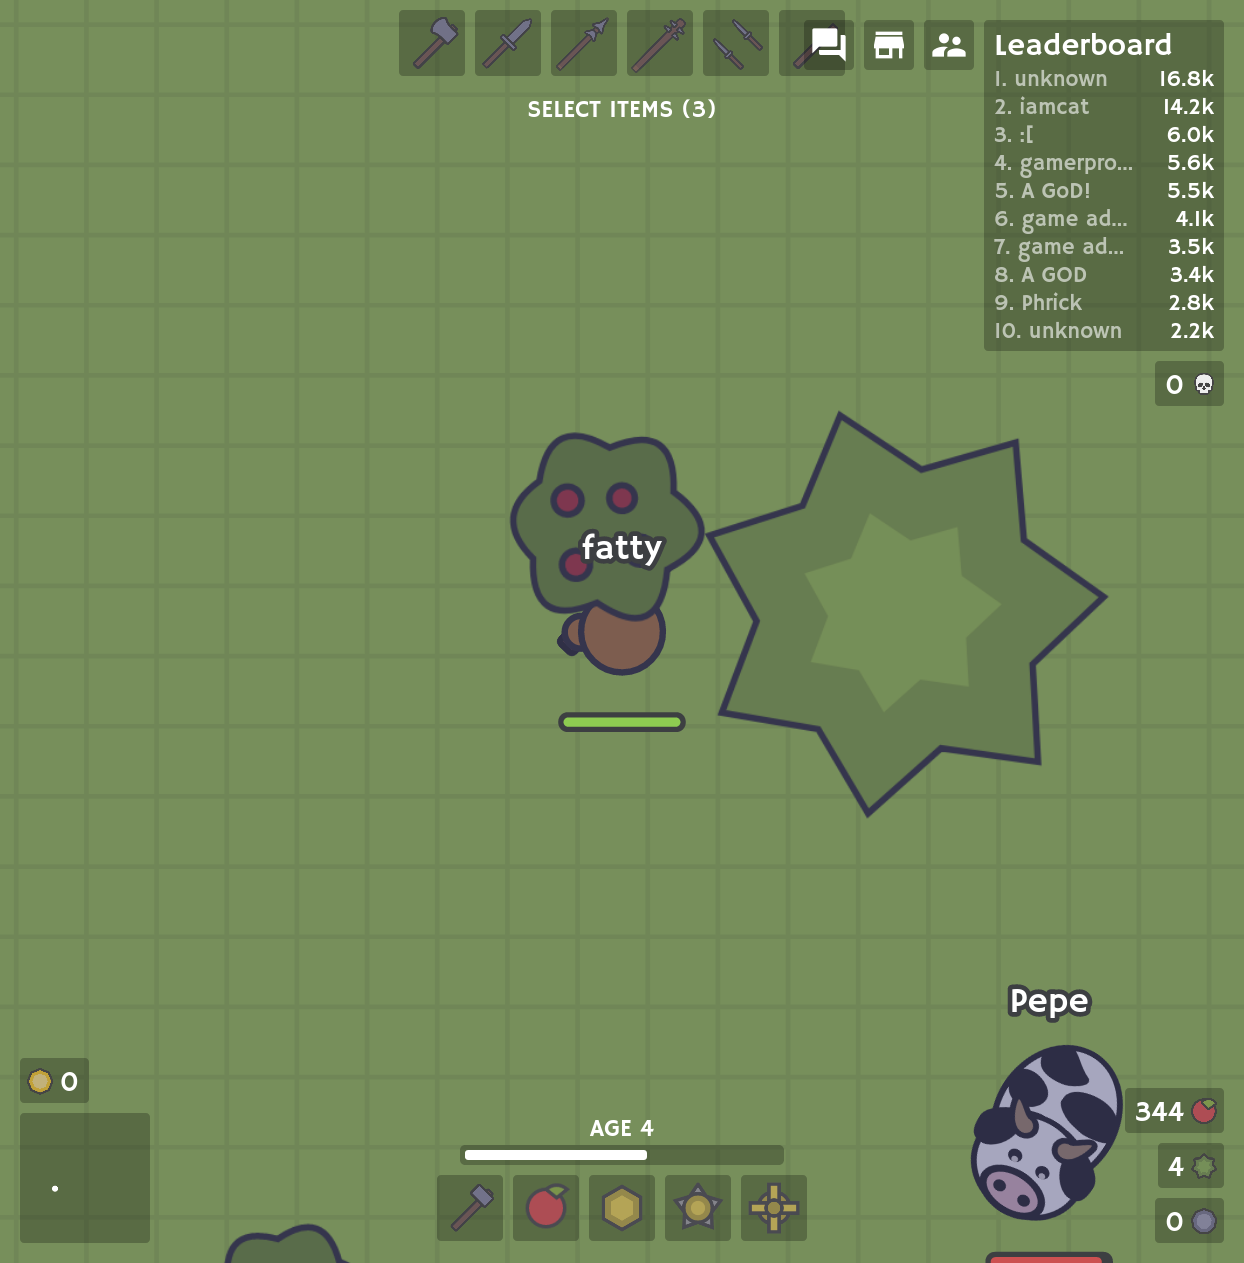 SELECT ITEMS (3)
Leaderboard
1. unknown 16.8k
2. iamcat 14.2k
3. :[ 6.0k
4. gamerpro... 5.6k
5. A GoD! 5.5k
6. game ad... 4.1k
7. game ad... 3.5k
8. A GOD 3.4k
9. Phrick 2.8k
10. unknown 2.2k
0
fatty
Pepe
0
344
AGE 4
4
0